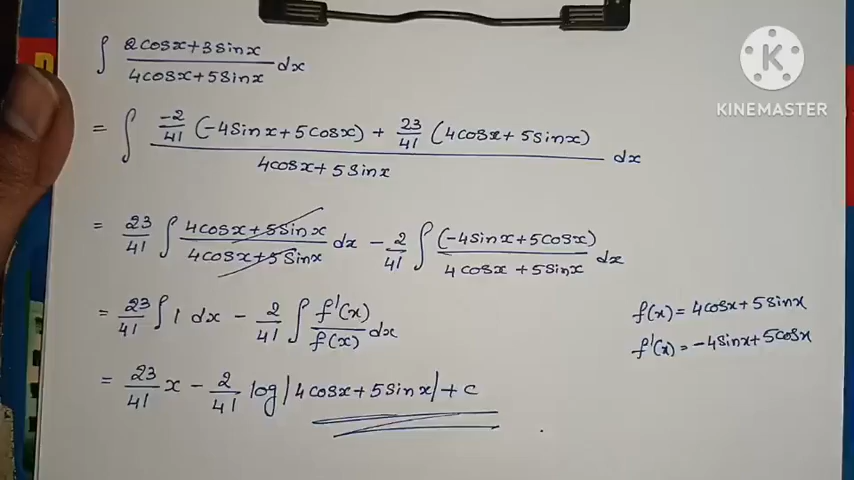 ∫ (2cosx+3sinx)/(4cosx+5sinx) dx
= ∫ (-2/41 (-4sinx+5cosx) + 23/41 (4cosx+5sinx))/(4cosx+5sinx) dx
= 23/41 ∫ (4cosx+5sinx)/(4cosx+5sinx) dx - 2/41 ∫ (-4sinx+5cosx)/(4cosx+5sinx) dx
= 23/41 ∫ 1 dx - 2/41 ∫ f'(x)/f(x) dx
f(x) = 4cosx+5sinx
f'(x) = -4sinx+5cosx
= 23/41 x - 2/41 log|4cosx+5sinx|+c
K
KINEMASTER